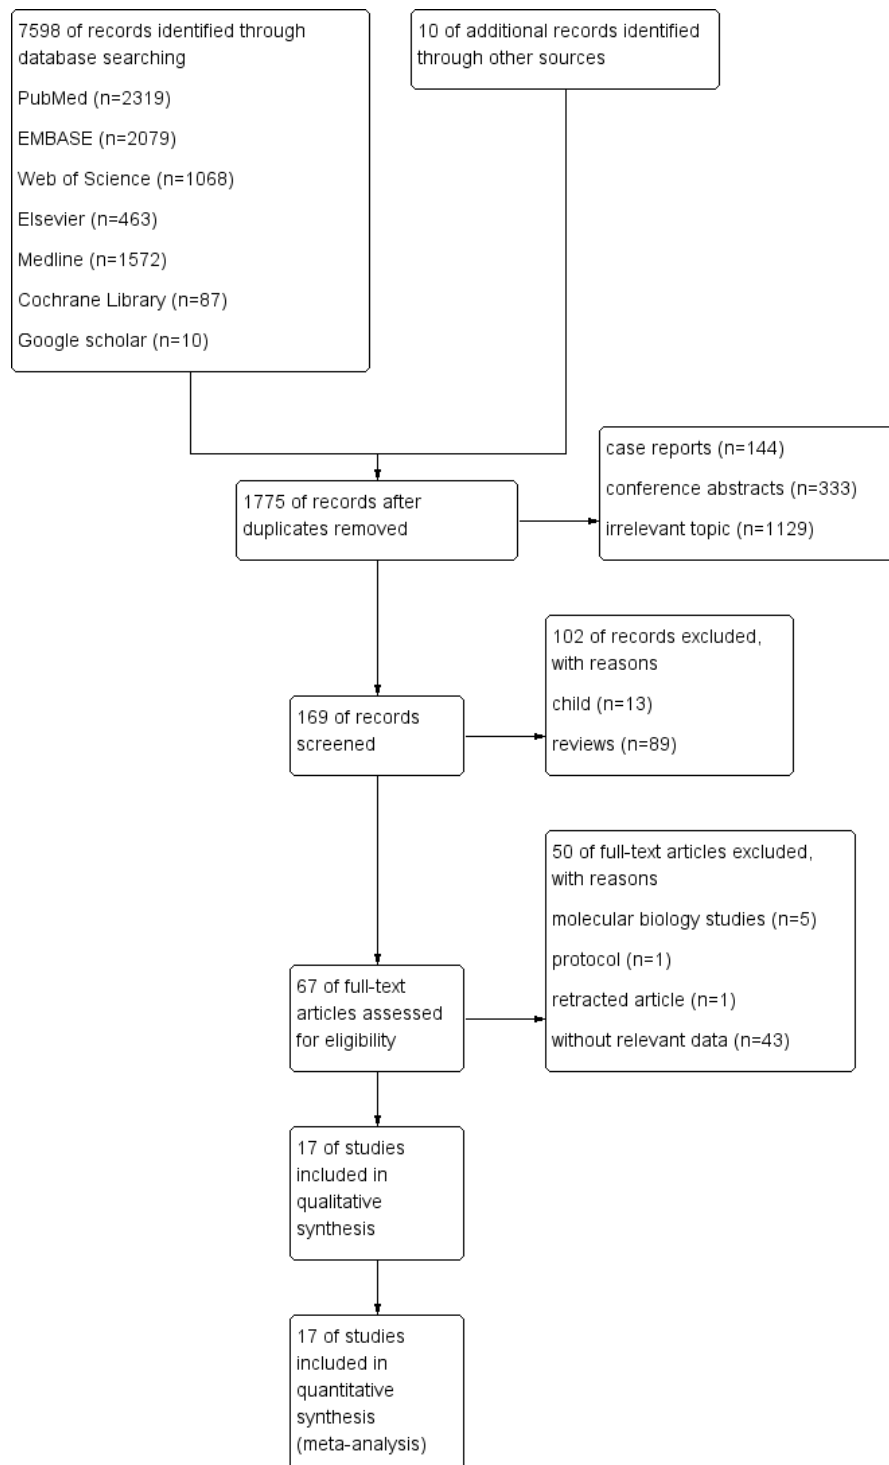 7598 of records identified through
database searching
PubMed (n=2319)
EMBASE (n=2079)
Web of Science (n=1068)
Elsevier (n=463)
Medline (n=1572)
Cochrane Library (n=87)
Google scholar (n=10)
10 of additional records identified
through other sources
1775 of records after
duplicates removed
case reports (n=144)
conference abstracts (n=333)
irrelevant topic (n=1129)
169 of records
screened
102 of records excluded,
with reasons
child (n=13)
reviews (n=89)
67 of full-text
articles assessed
for eligibility
50 of full-text articles excluded,
with reasons
molecular biology studies (n=5)
protocol (n=1)
retracted article (n=1)
without relevant data (n=43)
17 of studies
included in
qualitative
synthesis
17 of studies
included in
quantitative
synthesis
(meta-analysis)